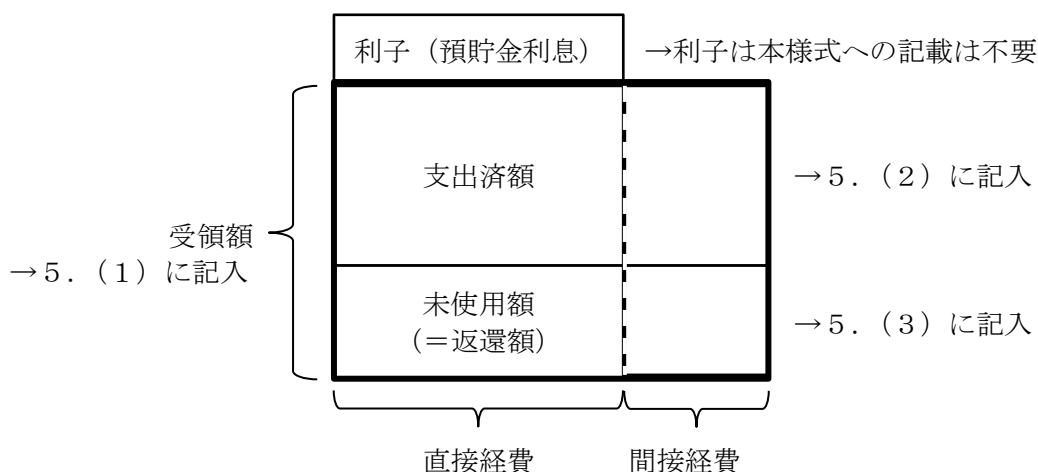 利子（預貯金利息）
→利子は本様式への記載は不要
支出済額
→５．（２）に記入
受領額
→５．（１）に記入
未使用額
（＝返還額）
→５．（３）に記入
直接経費
間接経費